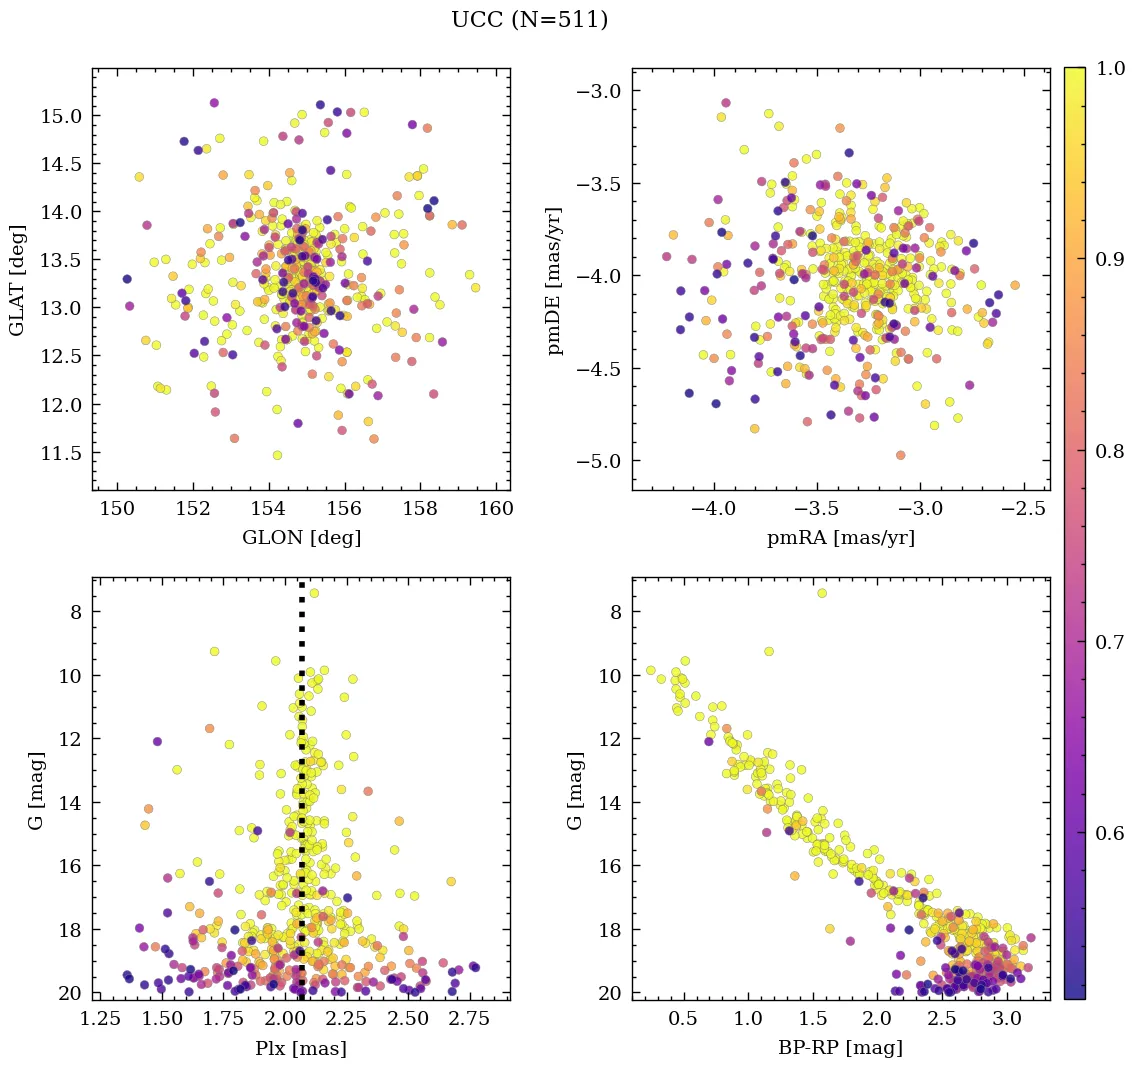 UCC (N=511)
15.0
14.5
14.0
13.5
13.0
12.5
12.0
11.5
GLAT [deg]
150 152 154 156 158 160
GLON [deg]
−3.0
−3.5
−4.0
−4.5
−5.0
pmDE [mas/yr]
−4.0 −3.5 −3.0 −2.5
pmRA [mas/yr]
1.0
0.9
0.8
0.7
0.6
8
10
12
14
16
18
20
G [mag]
1.25 1.50 1.75 2.00 2.25 2.50 2.75
Plx [mas]
8
10
12
14
16
18
20
G [mag]
0.5 1.0 1.5 2.0 2.5 3.0
BP-RP [mag]